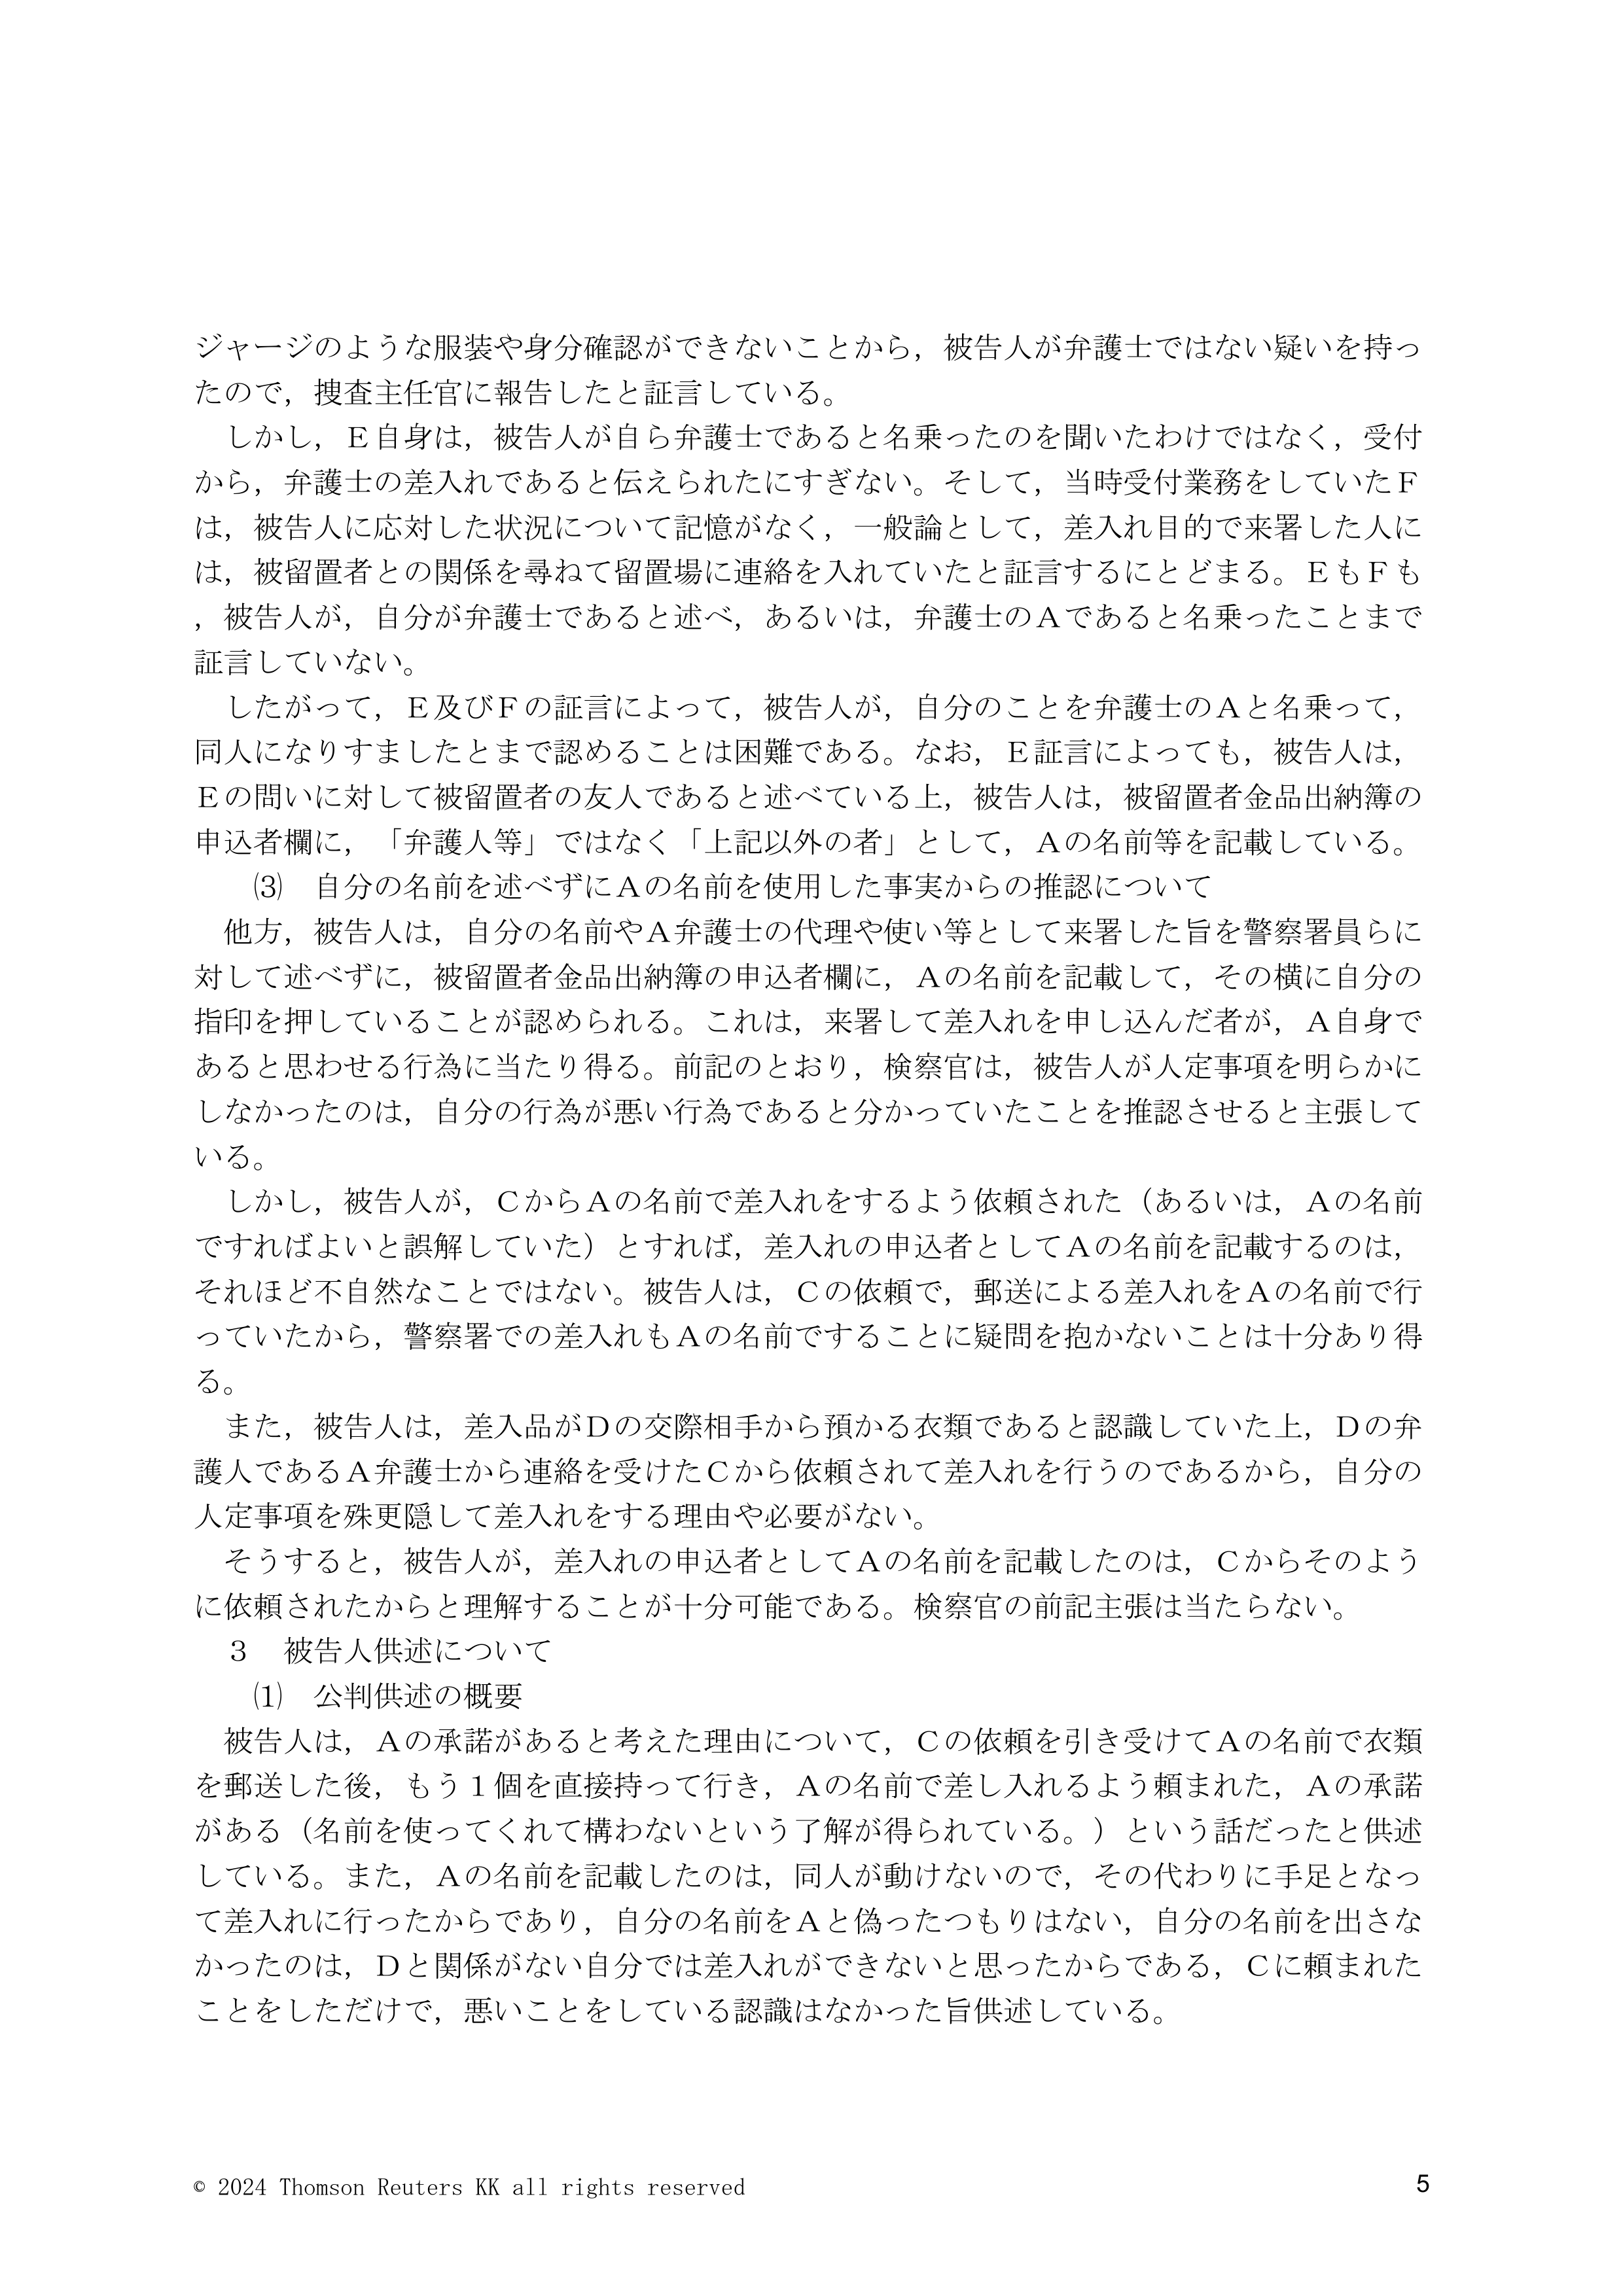 ジャージのような服装や身分確認ができないことから，被告人が弁護士ではない疑いを持っ
たので，捜査主任官に報告したと証言している。
　しかし，Ｅ自身は，被告人が自ら弁護士であると名乗ったのを聞いたわけではなく，受付
から，弁護士の差入れであると伝えられたにすぎない。そして，当時受付業務をしていたＦ
は，被告人に応対した状況について記憶がなく，一般論として，差入れ目的で来署した人に
は，被留置者との関係を尋ねて留置場に連絡を入れていたと証言するにとどまる。ＥもＦも
，被告人が，自分が弁護士であると述べ，あるいは，弁護士のＡであると名乗ったことまで
証言していない。
　したがって，Ｅ及びＦの証言によって，被告人が，自分のことを弁護士のＡと名乗って，
同人になりすましたとまで認めることは困難である。なお，Ｅ証言によっても，被告人は，
Ｅの問いに対して被留置者の友人であると述べている上，被告人は，被留置者金品出納簿の
申込者欄に，「弁護人等」ではなく「上記以外の者」として，Ａの名前等を記載している。
　　⑶　自分の名前を述べずにＡの名前を使用した事実からの推認について
　他方，被告人は，自分の名前やＡ弁護士の代理や使い等として来署した旨を警察署員らに
対して述べずに，被留置者金品出納簿の申込者欄に，Ａの名前を記載して，その横に自分の
指印を押していることが認められる。これは，来署して差入れを申し込んだ者が，Ａ自身で
あると思わせる行為に当たり得る。前記のとおり，検察官は，被告人が人定事項を明らかに
しなかったのは，自分の行為が悪い行為であると分かっていたことを推認させると主張して
いる。
　しかし，被告人が，ＣからＡの名前で差入れをするよう依頼された（あるいは，Ａの名前
ですればよいと誤解していた）とすれば，差入れの申込者としてＡの名前を記載するのは，
それほど不自然なことではない。被告人は，Ｃの依頼で，郵送による差入れをＡの名前で行
っていたから，警察署での差入れもＡの名前ですることに疑問を抱かないことは十分あり得
る。
　また，被告人は，差入品がＤの交際相手から預かる衣類であると認識していた上，Ｄの弁
護人であるＡ弁護士から連絡を受けたＣから依頼されて差入れを行うのであるから，自分の
人定事項を殊更隠して差入れをする理由や必要がない。
　そうすると，被告人が，差入れの申込者としてＡの名前を記載したのは，Ｃからそのよう
に依頼されたからと理解することが十分可能である。検察官の前記主張は当たらない。
　３　被告人供述について
　　⑴　公判供述の概要
　被告人は，Ａの承諾があると考えた理由について，Ｃの依頼を引き受けてＡの名前で衣類
を郵送した後，もう１個を直接持って行き，Ａの名前で差し入れるよう頼まれた，Ａの承諾
がある（名前を使ってくれて構わないという了解が得られている。）という話だったと供述
している。また，Ａの名前を記載したのは，同人が動けないので，その代わりに手足となっ
て差入れに行ったからであり，自分の名前をＡと偽ったつもりはない，自分の名前を出さな
かったのは，Ｄと関係がない自分では差入れができないと思ったからである，Ｃに頼まれた
ことをしただけで，悪いことをしている認識はなかった旨供述している。
© 2024 Thomson Reuters KK all rights reserved
5